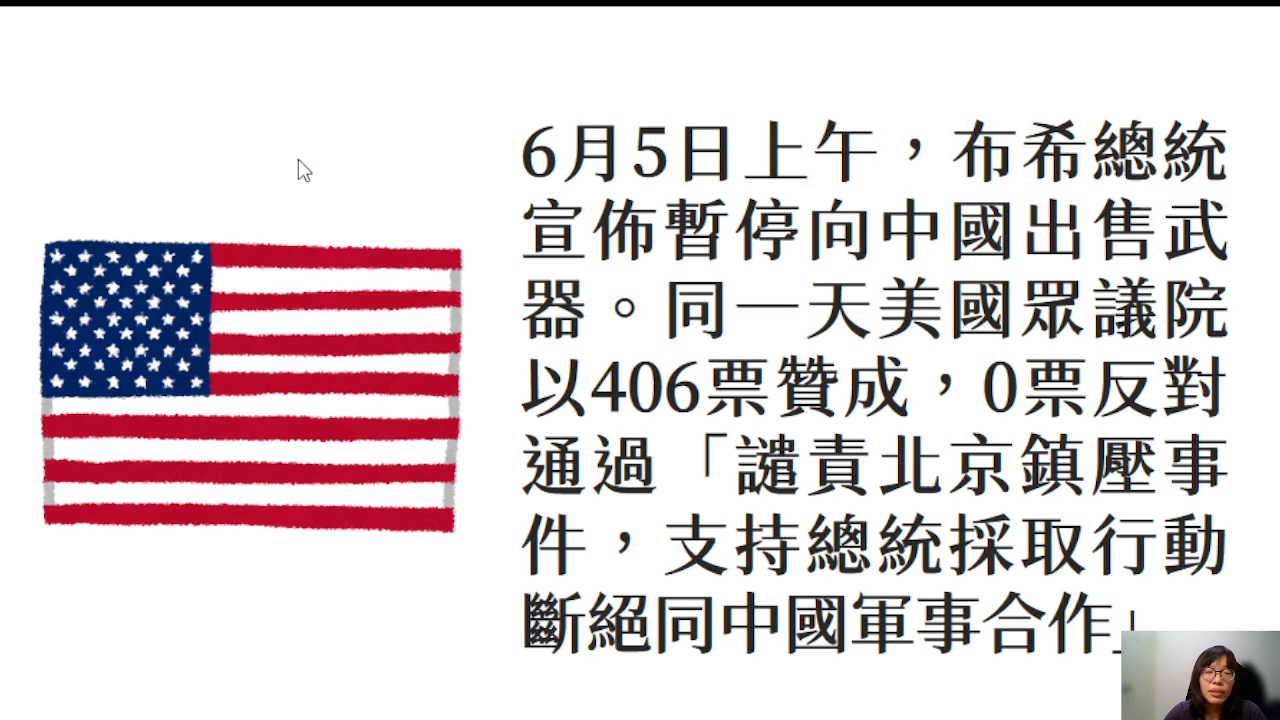 6月5日上午，布希總統
宣佈暫停向中國出售武
器。同一天美國眾議院
以406票贊成，0票反對
通過「譴責北京鎮壓事
件，支持總統採取行動
斷絕同中國軍事合作」